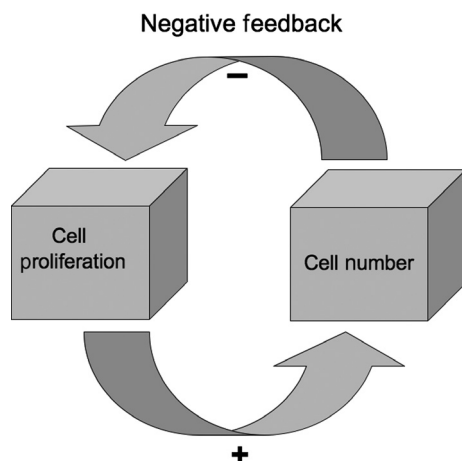 Negative feedback
−
Cell
proliferation
Cell number
+